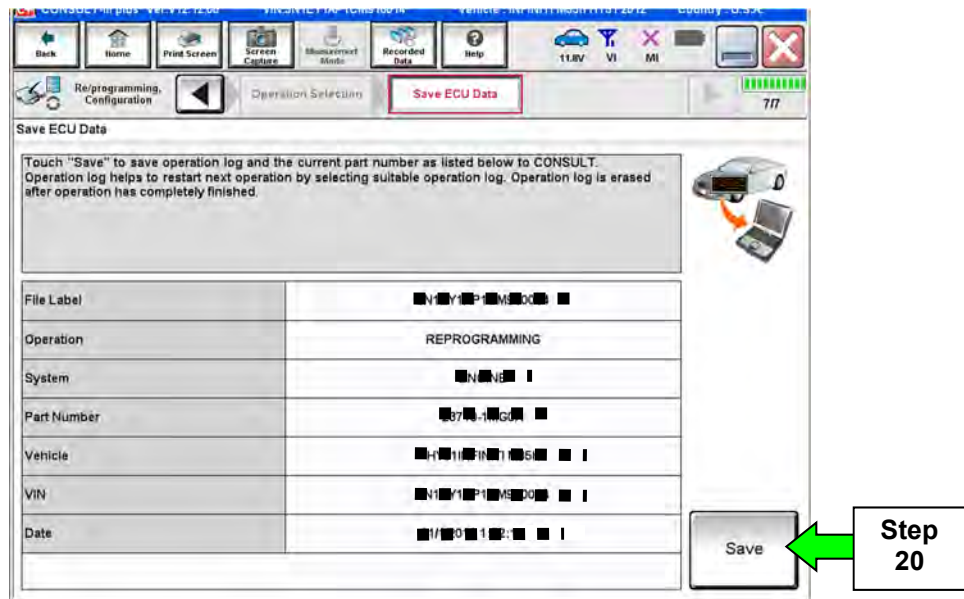 Back
Home
Print Screen
Screen Capture
Measurement Mode
Recorded Data
Help
11.8V
VI
MI
Re/programming, Configuration
Operation Selection
Save ECU Data
7/7
Save ECU Data
Touch "Save" to save operation log and the current part number as listed below to CONSULT.
Operation log helps to restart next operation by selecting suitable operation log. Operation log is erased
after operation has completely finished.
File Label
Operation
REPROGRAMMING
System
Part Number
Vehicle
VIN
Date
Save
Step
20